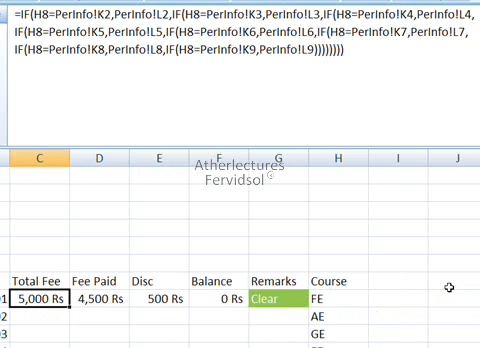 =IF(H8=PerInfo!K2,PerInfo!L2,IF(H8=PerInfo!K3,PerInfo!L3,IF(H8=PerInfo!K4,PerInfo!L4,
IF(H8=PerInfo!K5,PerInfo!L5,IF(H8=PerInfo!K6,PerInfo!L6,IF(H8=PerInfo!K7,PerInfo!L7,
IF(H8=PerInfo!K8,PerInfo!L8,IF(H8=PerInfo!K9,PerInfo!L9))))))))
C D E F G H I J
Atherlectures
Fervidsol ©
Total Fee Fee Paid Disc Balance Remarks Course
01 5,000 Rs 4,500 Rs 500 Rs 0 Rs Clear FE
02 AE
03 GE